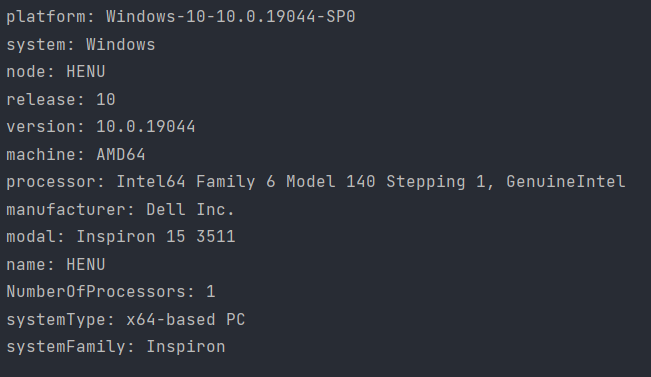 platform: Windows-10-10.0.19044-SP0
system: Windows
node: HENU
release: 10
version: 10.0.19044
machine: AMD64
processor: Intel64 Family 6 Model 140 Stepping 1, GenuineIntel
manufacturer: Dell Inc.
modal: Inspiron 15 3511
name: HENU
NumberOfProcessors: 1
systemType: x64-based PC
systemFamily: Inspiron